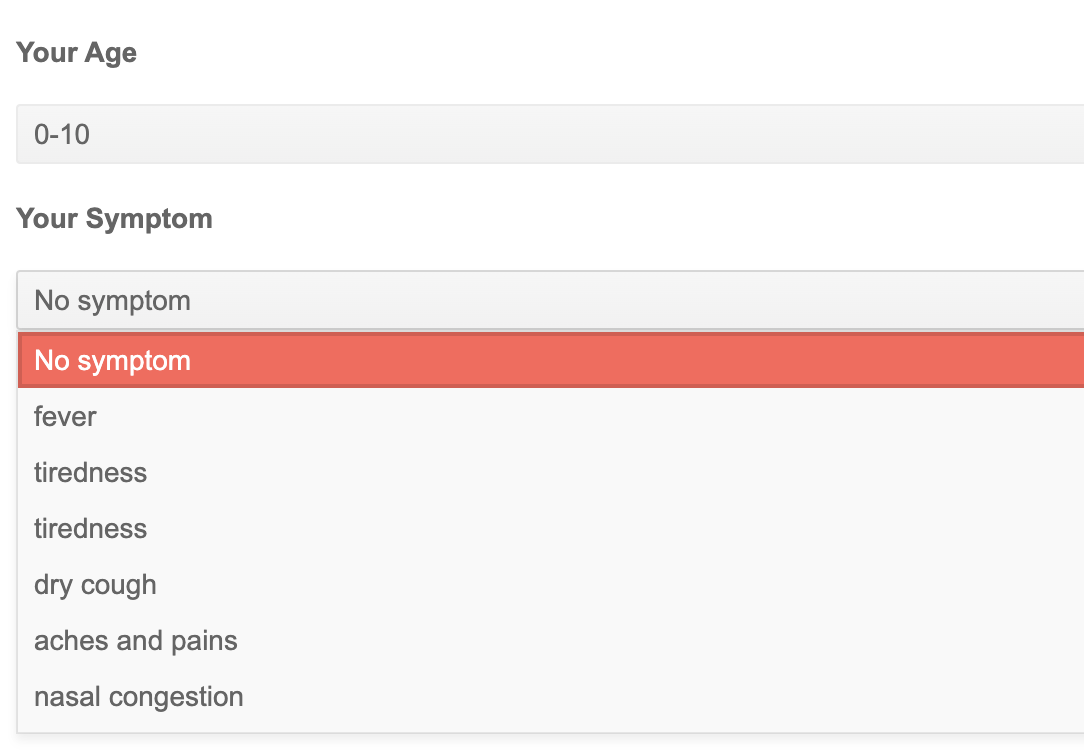 Your Age
0-10
Your Symptom
No symptom
No symptom
fever
tiredness
tiredness
dry cough
aches and pains
nasal congestion